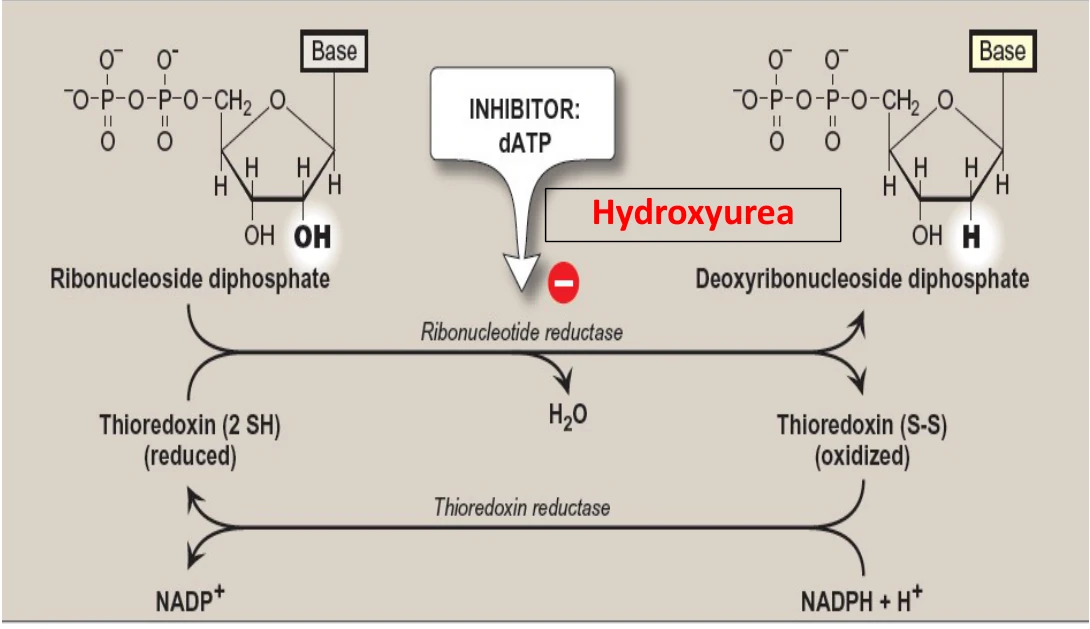 O⁻ O⁻ Base
⁻O-P-O-P-O-CH₂ O
O O
H H H H
OH OH
Ribonucleoside diphosphate
INHIBITOR:
dATP
Hydroxyurea
O⁻ O⁻ Base
⁻O-P-O-P-O-CH₂ O
O O
H H H H
OH H
Deoxyribonucleoside diphosphate
Ribonucleotide reductase
H₂O
Thioredoxin (2 SH)
(reduced)
Thioredoxin (S-S)
(oxidized)
Thioredoxin reductase
NADP⁺
NADPH + H⁺